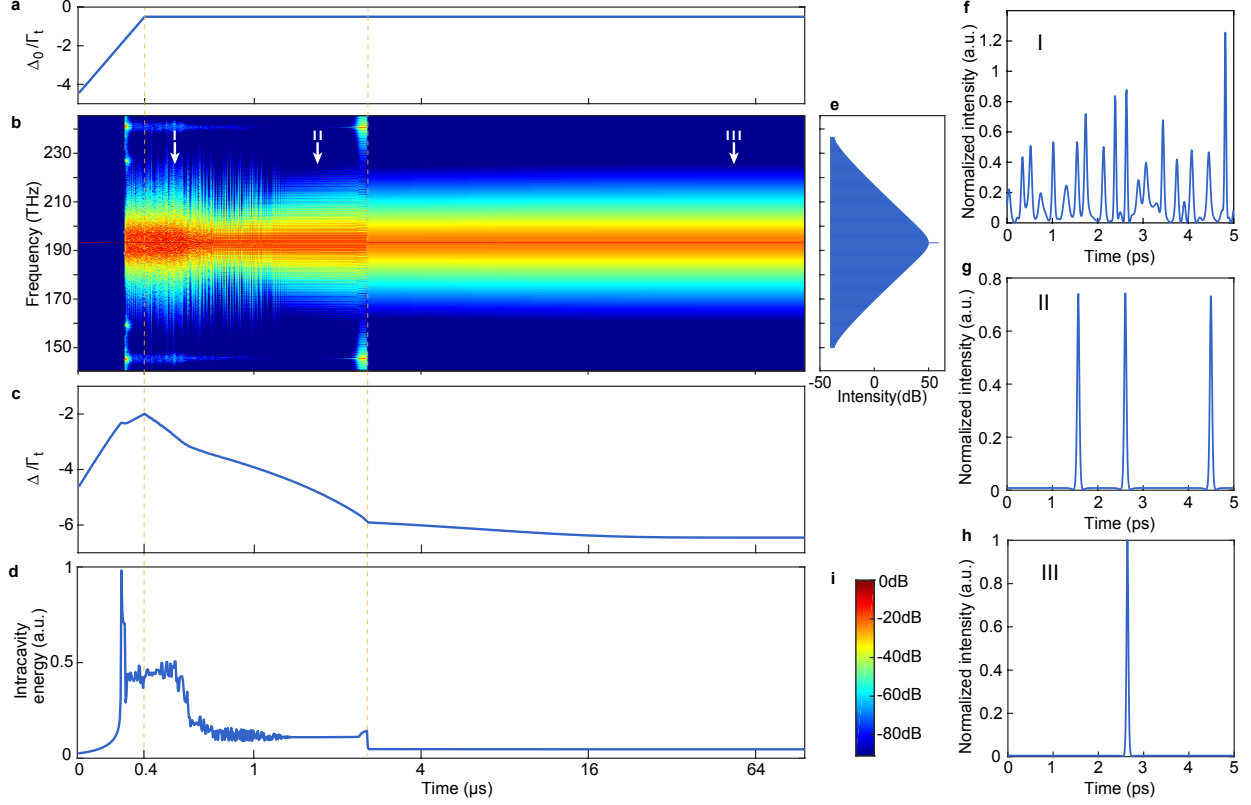 a
0
-2
-4
Δ₀/Γₜ
b
I
II
III
230
210
190
170
150
Frequency (THz)
c
-2
-4
-6
Δ/Γₜ
d
1
0.5
0
Intracavity
energy (a.u.)
0
0.4
1
4
16
64
Time (μs)
e
-50
0
50
Intensity(dB)
i
0dB
-20dB
-40dB
-60dB
-80dB
f
I
1.2
1
0.8
0.6
0.4
0.2
0
Normalized intensity (a.u.)
0
1
2
3
4
5
Time (ps)
g
II
0.8
0.6
0.4
0.2
0
Normalized intensity (a.u.)
0
1
2
3
4
5
Time (ps)
h
III
1
0.8
0.6
0.4
0.2
0
Normalized intensity (a.u.)
0
1
2
3
4
5
Time (ps)